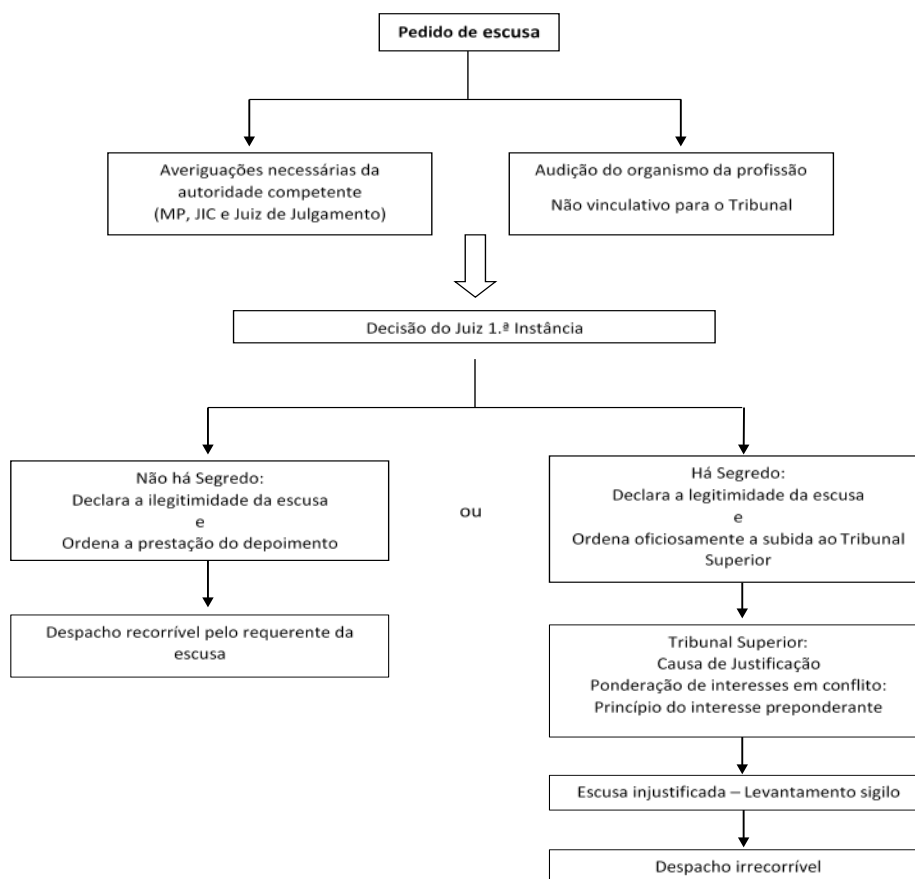 Pedido de escusa
Averiguações necessárias da
autoridade competente
(MP, JIC e Juiz de Julgamento)
Audição do organismo da profissão
Não vinculativo para o Tribunal
Decisão do Juiz 1.ª Instância
Não há Segredo:
Declara a ilegitimidade da escusa
e
Ordena a prestação do depoimento
ou
Há Segredo:
Declara a legitimidade da escusa
e
Ordena oficiosamente a subida ao Tribunal
Superior
Despacho recorrível pelo requerente da
escusa
Tribunal Superior:
Causa de Justificação
Ponderação de interesses em conflito:
Princípio do interesse preponderante
Escusa injustificada – Levantamento sigilo
Despacho irrecorrível